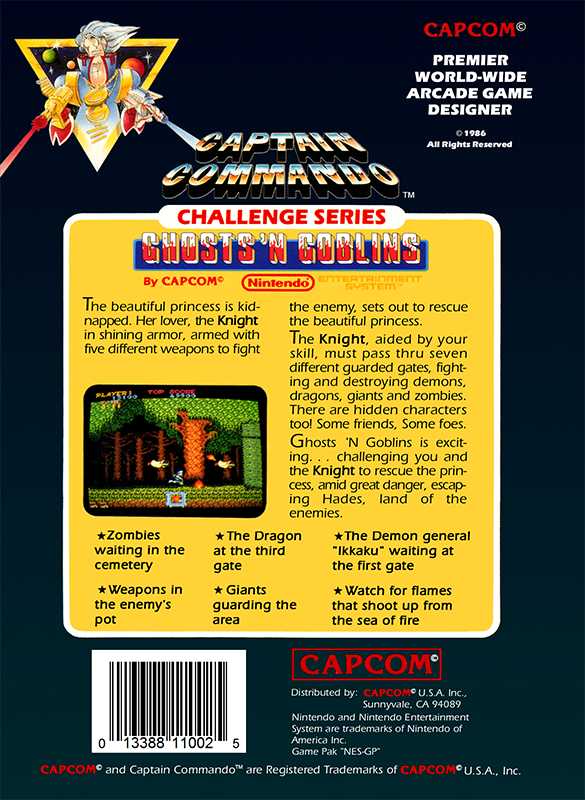 CAPCOM©
PREMIER
WORLD-WIDE
ARCADE GAME
DESIGNER
© 1986
All Rights Reserved
CAPTAIN
COMMANDO™
CHALLENGE SERIES
GHOSTS 'N GOBLINS
By CAPCOM©
Nintendo
ENTERTAINMENT
SYSTEM™
The beautiful princess is kid-
napped. Her lover, the Knight
in shining armor, armed with
five different weapons to fight
the enemy, sets out to rescue
the beautiful princess.
The Knight, aided by your
skill, must pass thru seven
different guarded gates, fight-
ing and destroying demons,
dragons, giants and zombies.
There are hidden characters
too! Some friends, Some foes.
Ghosts 'N Goblins is excit-
ing. . . challenging you and
the Knight to rescue the prin-
cess, amid great danger, escap-
ing Hades, land of the
enemies.
PLAYER1 TOP SCORE
★Zombies
waiting in the
cemetery
★The Dragon
at the third
gate
★The Demon general
"Ikkaku" waiting at
the first gate
★Weapons in
the enemy's
pot
★Giants
guarding the
area
★Watch for flames
that shoot up from
the sea of fire
0 13388 11002 5
CAPCOM©
Distributed by: CAPCOM© U.S.A. Inc.,
Sunnyvale, CA 94089
Nintendo and Nintendo Entertainment
System are trademarks of Nintendo of
America Inc.
Game Pak "NES-GP"
CAPCOM© and Captain Commando™ are Registered Trademarks of CAPCOM© U.S.A., Inc.